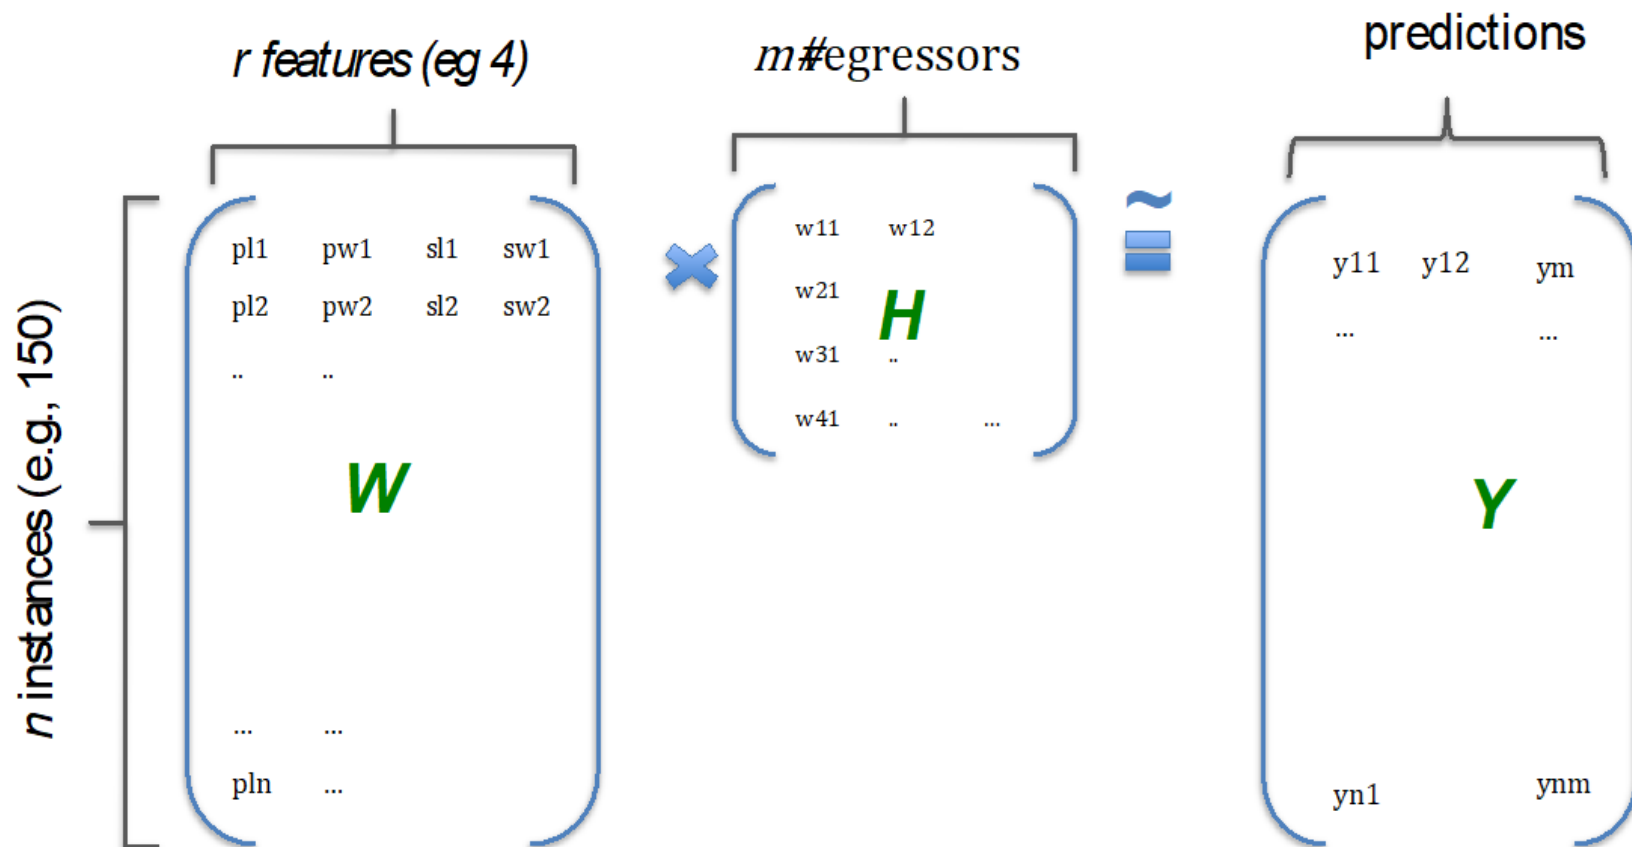 r features (eg 4)
m#egressors
predictions
n instances (e.g., 150)
pl1 pw1 sl1 sw1
pl2 pw2 sl2 sw2
.. ..
W
... ...
pln ...
w11 w12
w21
H
w31 ..
w41 .. ...
~
y11 y12 ym
... ...
Y
yn1 ynm